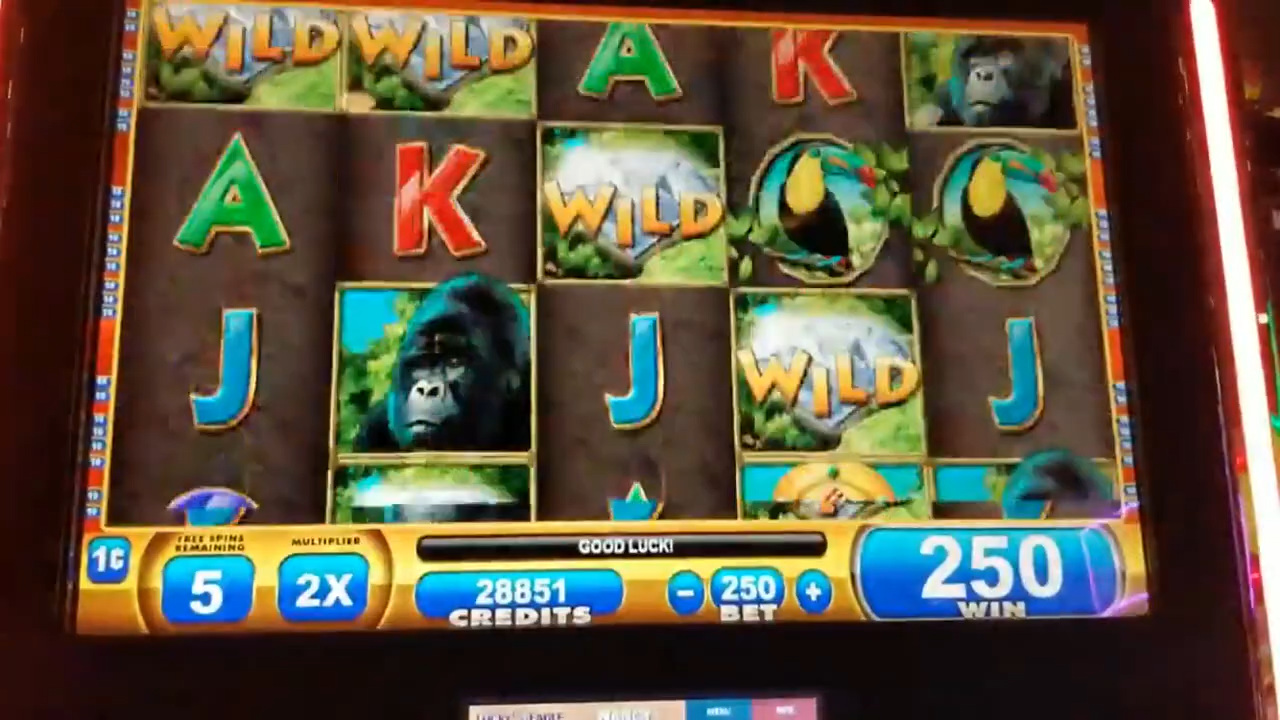 WILD WILD A K
A K WILD
J J WILD J
FREE SPINS
REMAINING
MULTIPLIER
GOOD LUCK!
1¢
5
2X
28851
CREDITS
-
250
+
BET
250
WIN
MENU